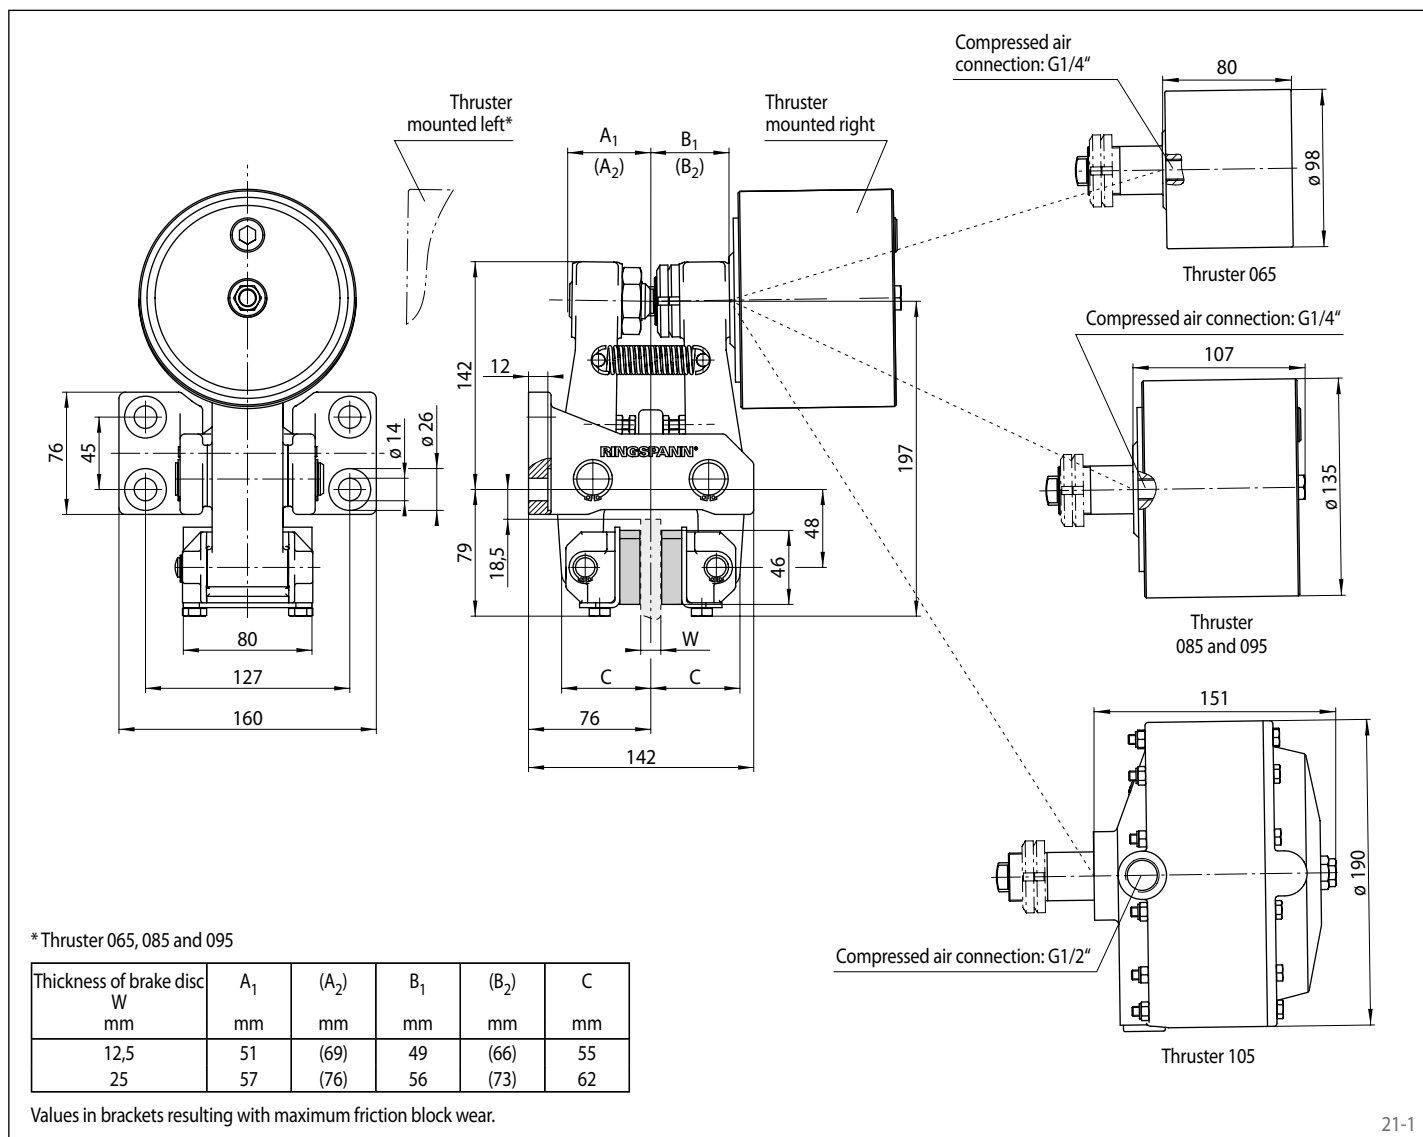 Compressed air
connection: G1/4“
80
ø 98
Thruster 065
Thruster
mounted left*
Thruster
mounted right
A1
(A2)
B1
(B2)
142
12
197
RINGSPANN®
79
18,5
48
46
W
C
C
76
142
76
45
ø 14
ø 26
80
127
160
Compressed air connection: G1/4“
107
ø 135
Thruster
085 and 095
151
ø 190
Compressed air connection: G1/2“
Thruster 105
* Thruster 065, 085 and 095
Thickness of brake disc A1 (A2) B1 (B2) C
W
mm mm mm mm mm mm
12,5 51 (69) 49 (66) 55
25 57 (76) 56 (73) 62
Values in brackets resulting with maximum friction block wear.
21-1